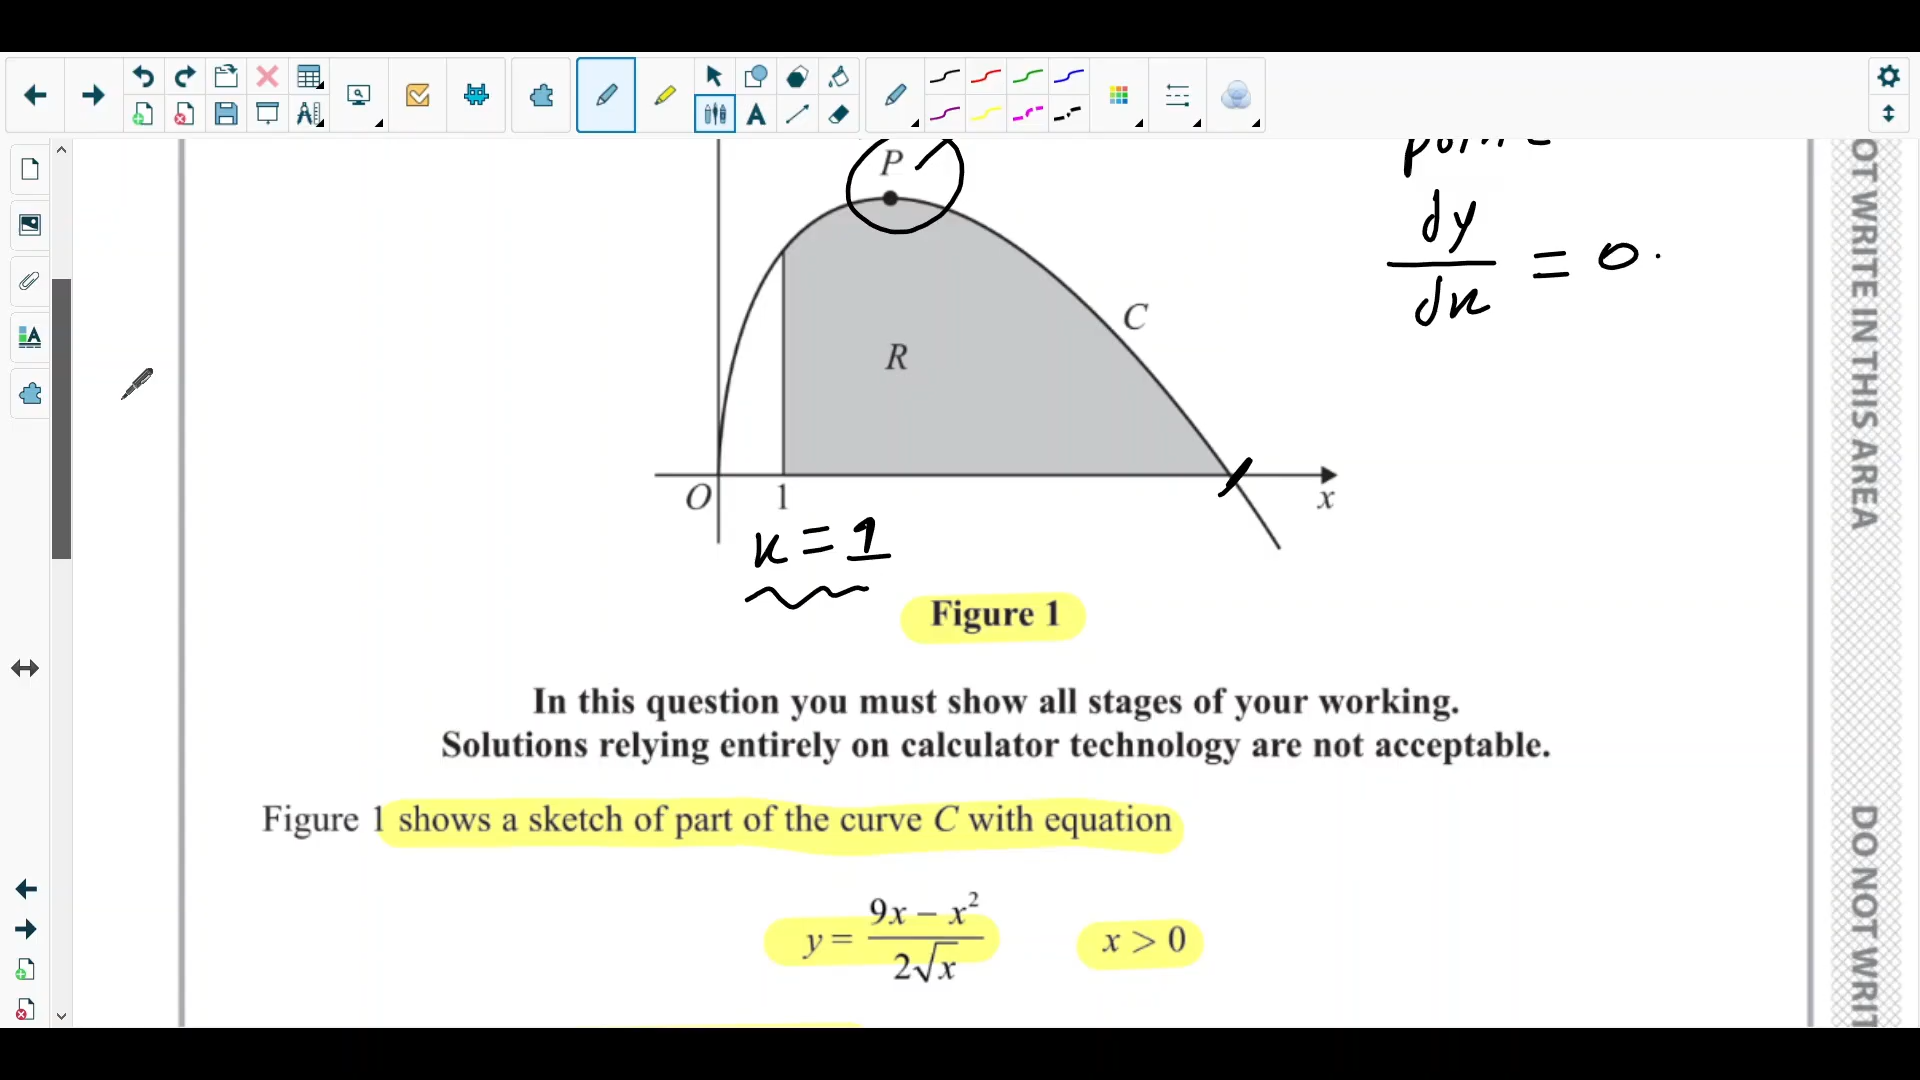 P
dy
dx = 0.
C
R
O 1 x
x = 1
Figure 1
In this question you must show all stages of your working.
Solutions relying entirely on calculator technology are not acceptable.
Figure 1 shows a sketch of part of the curve C with equation
y = (9x − x²)/(2√x) x > 0
OT WRITE IN THIS AREA
DO NOT WRIT